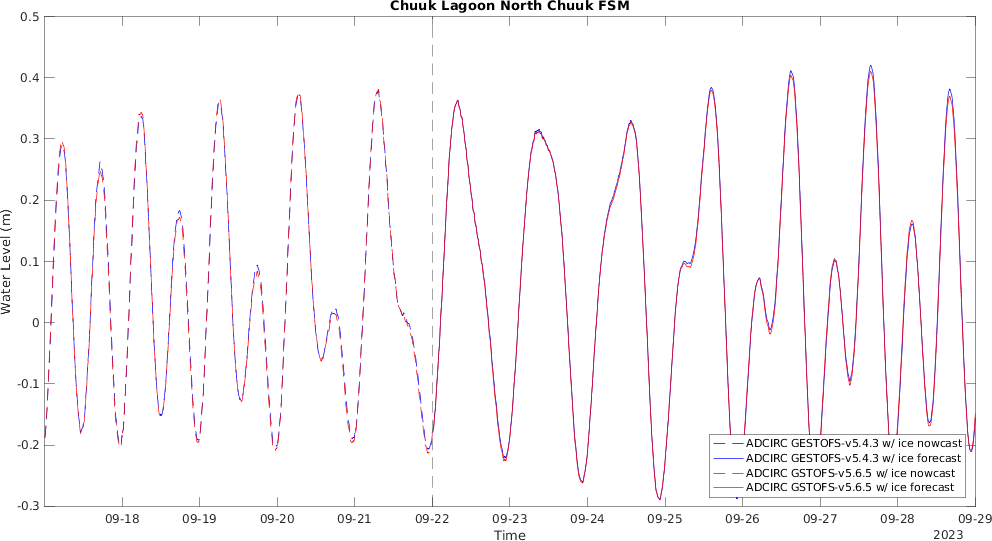 Chuuk Lagoon North Chuuk FSM
0.5
0.4
0.3
0.2
0.1
0
-0.1
-0.2
-0.3
Water Level (m)
ADCIRC GESTOFS-v5.4.3 w/ ice nowcast
ADCIRC GESTOFS-v5.4.3 w/ ice forecast
ADCIRC GSTOFS-v5.6.5 w/ ice nowcast
ADCIRC GSTOFS-v5.6.5 w/ ice forecast
09-18 09-19 09-20 09-21 09-22 09-23 09-24 09-25 09-26 09-27 09-28 09-29
Time
2023